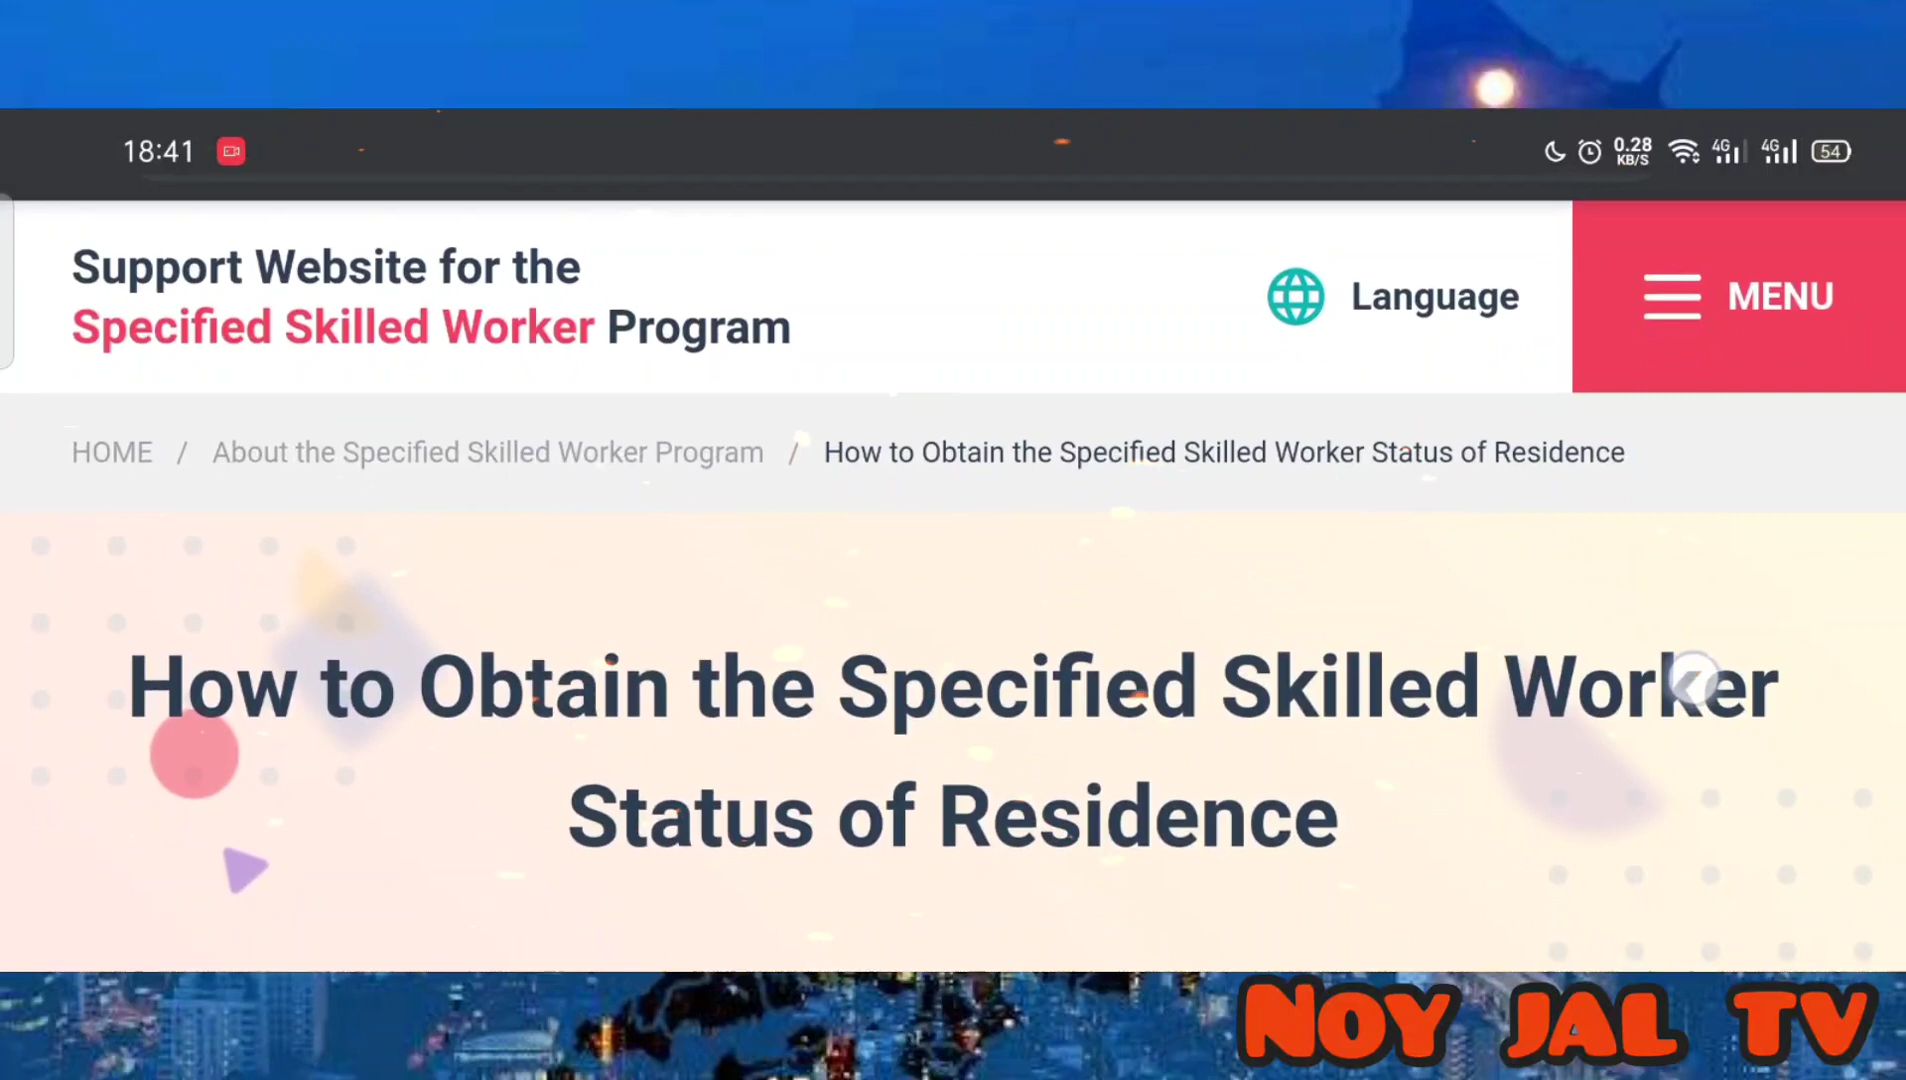 18:41
0.28
KB/S
4G
4G
54
Support Website for the
Specified Skilled Worker Program
Language
MENU
HOME / About the Specified Skilled Worker Program / How to Obtain the Specified Skilled Worker Status of Residence
How to Obtain the Specified Skilled Worker
Status of Residence
NOY JAL TV